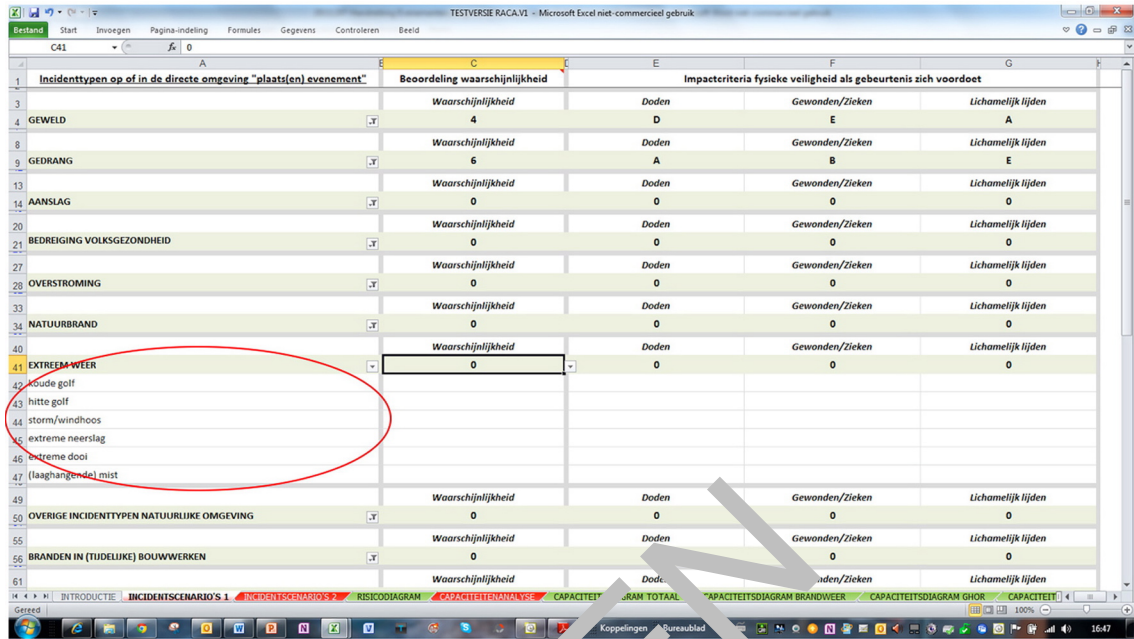 TESTVERSIE RACA.V1 - Microsoft Excel niet-commercieel gebruik
Bestand Start Invoegen Pagina-indeling Formules Gegevens Controleren Beeld
C41 fx 0
A C E F G H
1 Incidenttypen op of in de directe omgeving "plaats(en) evenement" Beoordeling waarschijnlijkheid Impactcriteria fysieke veiligheid als gebeurtenis zich voordoet
3 Waarschijnlijkheid Doden Gewonden/Zieken Lichamelijk lijden
4 GEWELD 4 D E A
8 Waarschijnlijkheid Doden Gewonden/Zieken Lichamelijk lijden
9 GEDRANG 6 A B E
13 Waarschijnlijkheid Doden Gewonden/Zieken Lichamelijk lijden
14 AANSLAG 0 0 0 0
20 Waarschijnlijkheid Doden Gewonden/Zieken Lichamelijk lijden
21 BEDREIGING VOLKSGEZONDHEID 0 0 0 0
27 Waarschijnlijkheid Doden Gewonden/Zieken Lichamelijk lijden
28 OVERSTROMING 0 0 0 0
33 Waarschijnlijkheid Doden Gewonden/Zieken Lichamelijk lijden
34 NATUURBRAND 0 0 0 0
40 Waarschijnlijkheid Doden Gewonden/Zieken Lichamelijk lijden
41 EXTREEM WEER 0 0 0 0
42 koude golf
43 hitte golf
44 storm/windhoos
45 extreme neerslag
46 extreme dooi
47 (laaghangende) mist
49 Waarschijnlijkheid Doden Gewonden/Zieken Lichamelijk lijden
50 OVERIGE INCIDENTTYPEN NATUURLIJKE OMGEVING 0 0 0 0
55 Waarschijnlijkheid Doden Gewonden/Zieken Lichamelijk lijden
56 BRANDEN IN (TIJDELIJKE) BOUWWERKEN 0 0 0
61 Waarschijnlijkheid Lichamelijk lijden
INTRODUCTIE INCIDENTSCENARIO'S 1 INCIDENTSCENARIO'S 2 RISICODIAGRAM CAPACITEITENANALYSE TOTAAL CAPACITEITSDIAGRAM BRANDWEER CAPACITEITSDIAGRAM GHOR CAPACITEIT
Gereed 100%
Koppelingen Bureaublad 16:47